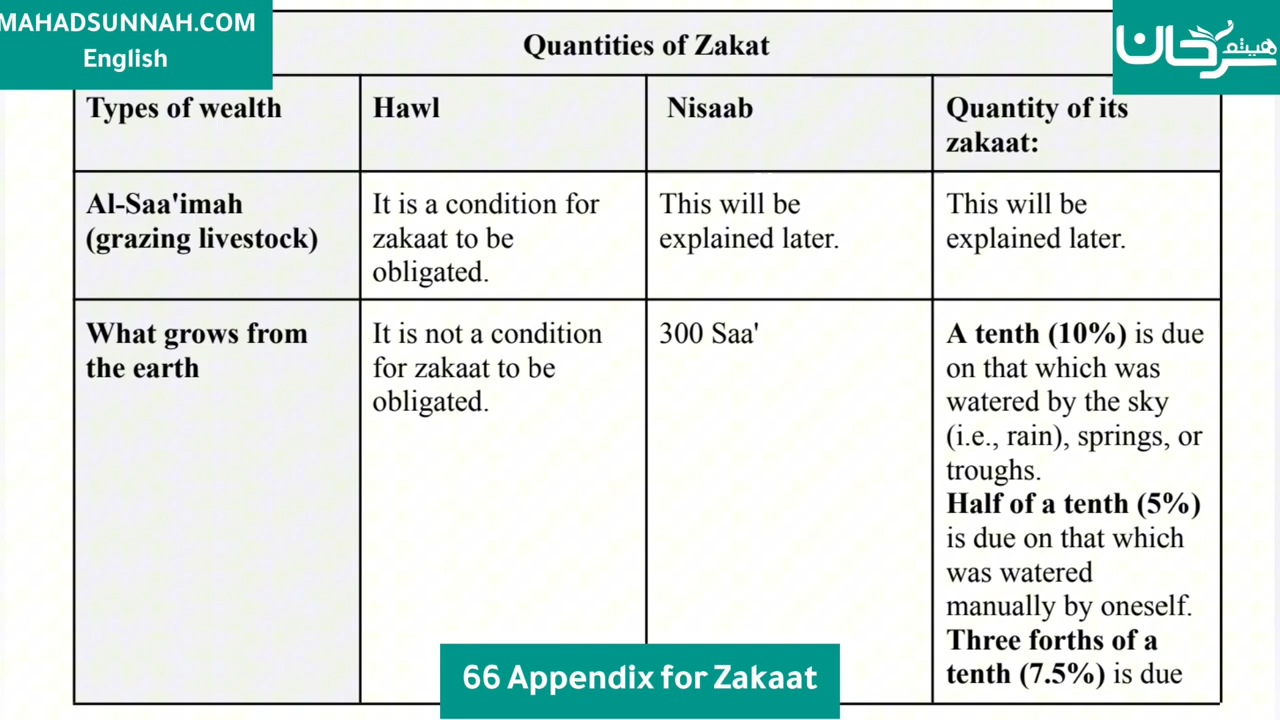 MAHADSUNNAH.COM
English
هيثم سرحان
Quantities of Zakat
Types of wealth
Hawl
Nisaab
Quantity of its
zakaat:
Al-Saa'imah
(grazing livestock)
It is a condition for
zakaat to be
obligated.
This will be
explained later.
This will be
explained later.
What grows from
the earth
It is not a condition
for zakaat to be
obligated.
300 Saa'
A tenth (10%) is due
on that which was
watered by the sky
(i.e., rain), springs, or
troughs.
Half of a tenth (5%)
is due on that which
was watered
manually by oneself.
Three forths of a
tenth (7.5%) is due
66 Appendix for Zakaat